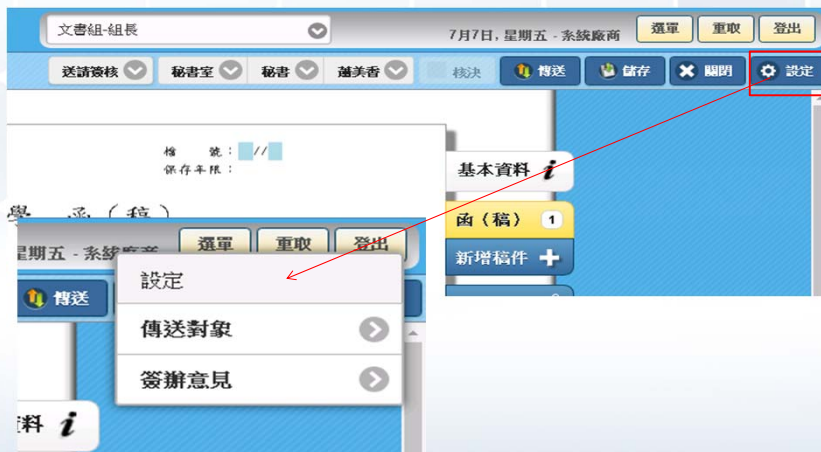 文書組-組長
7月7日, 星期五 - 系統廠商 選單 重取 登出
送請簽核 秘書室 秘書 蕭美香 核決 傳送 儲存 關閉 設定
檔 號：//
保存年限：
學 函（稿）
基本資料 i
函（稿） 1
新增稿件
星期五 - 系統廠商 選單 重取 登出
傳送
設定
傳送對象
簽辦意見
資料 i